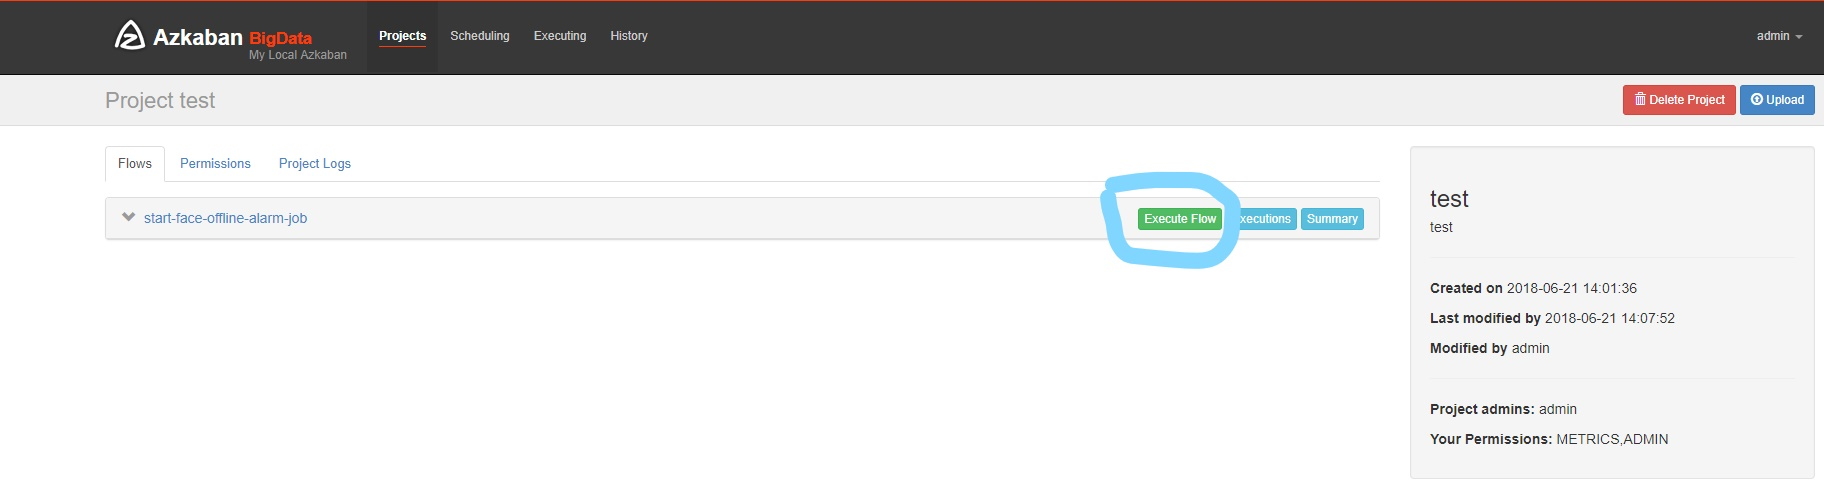 Azkaban BigData
My Local Azkaban
Projects Scheduling Executing History
admin
Project test
Delete Project Upload
Flows Permissions Project Logs
start-face-offline-alarm-job
Execute Flow xecutions Summary
test
test
Created on 2018-06-21 14:01:36
Last modified by 2018-06-21 14:07:52
Modified by admin
Project admins: admin
Your Permissions: METRICS,ADMIN